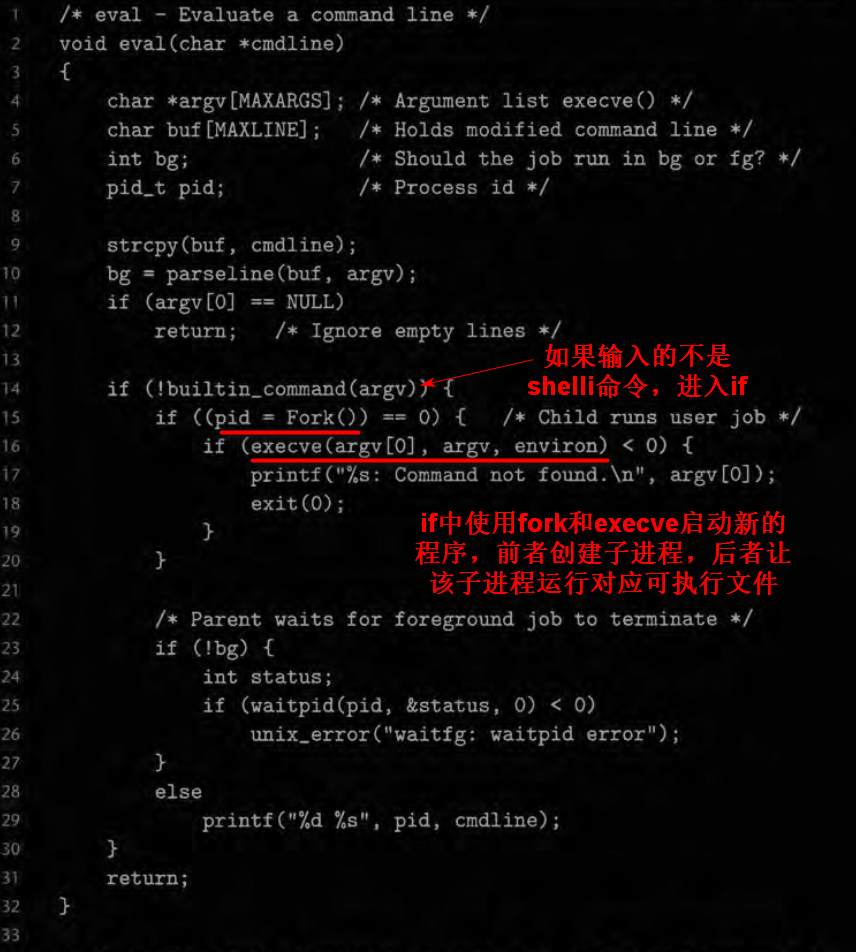 1 /* eval - Evaluate a command line */
2 void eval(char *cmdline)
3 {
4 char *argv[MAXARGS]; /* Argument list execve() */
5 char buf[MAXLINE]; /* Holds modified command line */
6 int bg; /* Should the job run in bg or fg? */
7 pid_t pid; /* Process id */
8
9 strcpy(buf, cmdline);
10 bg = parseline(buf, argv);
11 if (argv[0] == NULL)
12 return; /* Ignore empty lines */
13
如果输入的不是
shelli命令，进入if
14 if (!builtin_command(argv)) {
15 if ((pid = Fork()) == 0) { /* Child runs user job */
16 if (execve(argv[0], argv, environ) < 0) {
17 printf("%s: Command not found.\n", argv[0]);
18 exit(0);
19 }
20 }
if中使用fork和execve启动新的
程序，前者创建子进程，后者让
该子进程运行对应可执行文件
21
22 /* Parent waits for foreground job to terminate */
23 if (!bg) {
24 int status;
25 if (waitpid(pid, &status, 0) < 0)
26 unix_error("waitfg: waitpid error");
27 }
28 else
29 printf("%d %s", pid, cmdline);
30 }
31 return;
32 }
33